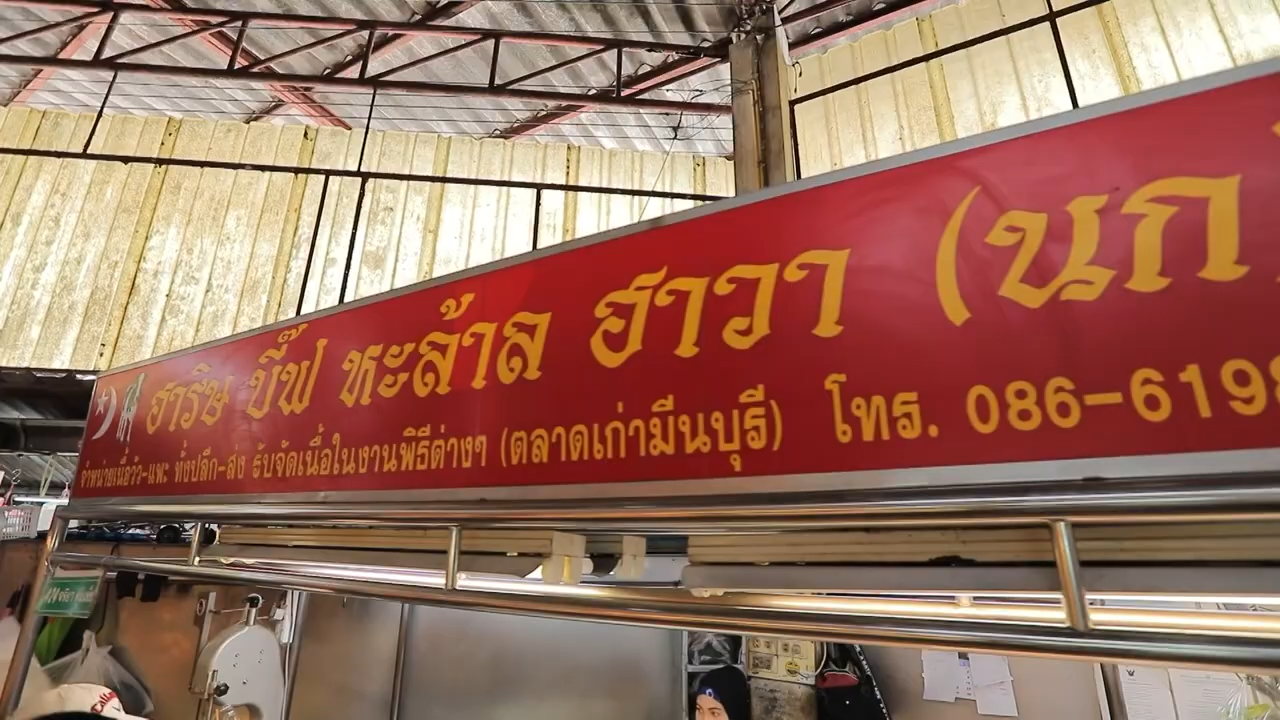 ฮาริษ บี๊ฟ หะล้าล ฮาวา (นก
จำหน่ายเนื้อวัว-แพะ ทั้งปลีก-ส่ง รับจัดเนื้อในงานพิธีต่างๆ (ตลาดเก่ามีนบุรี) โทร. 086-6198